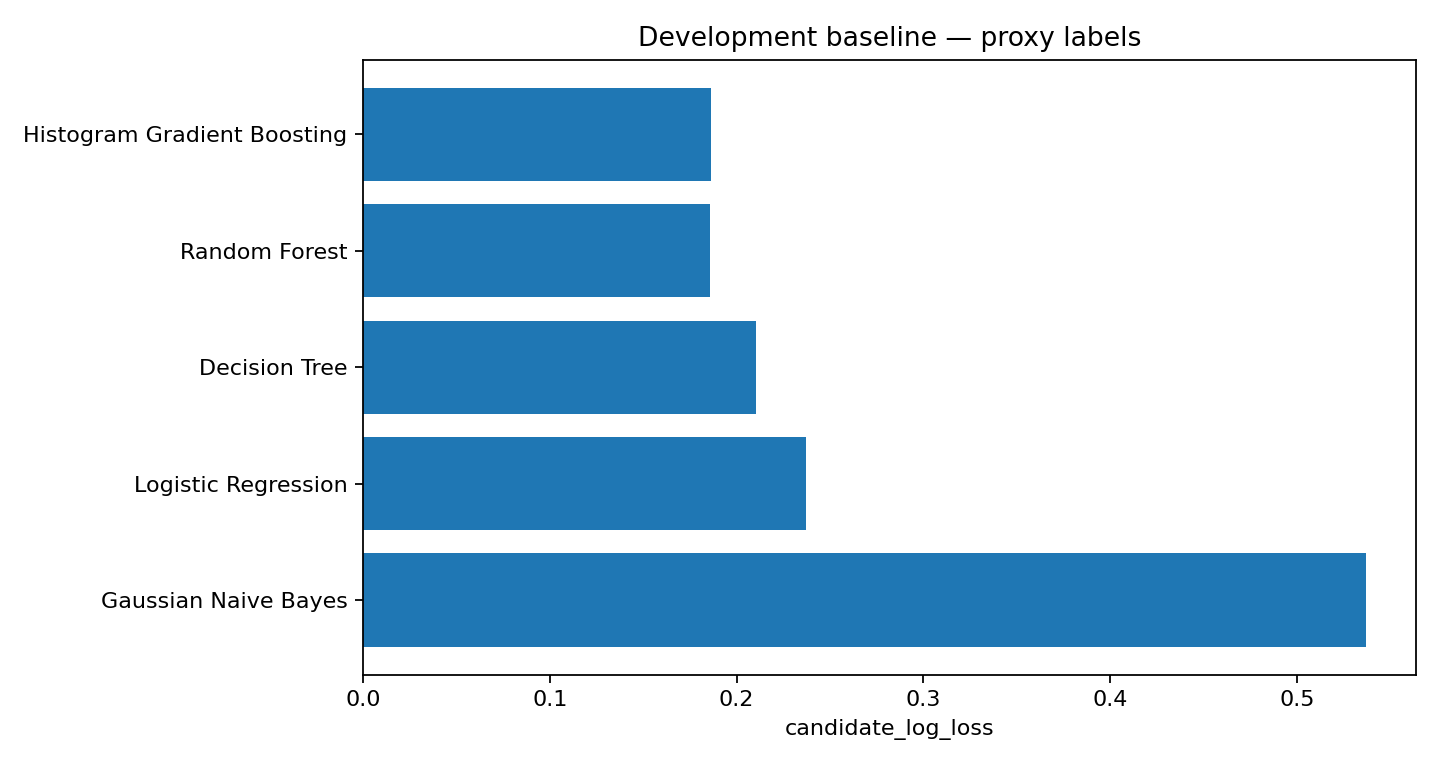 Development baseline — proxy labels
Histogram Gradient Boosting
Random Forest
Decision Tree
Logistic Regression
Gaussian Naive Bayes
0.0 0.1 0.2 0.3 0.4 0.5
candidate_log_loss